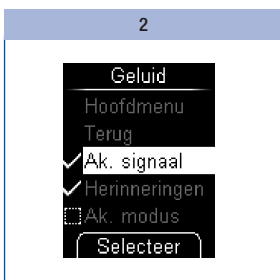 2
Geluid
Hoofdmenu
Terug
Ak. signaal
Herinneringen
Ak. modus
Selecteer